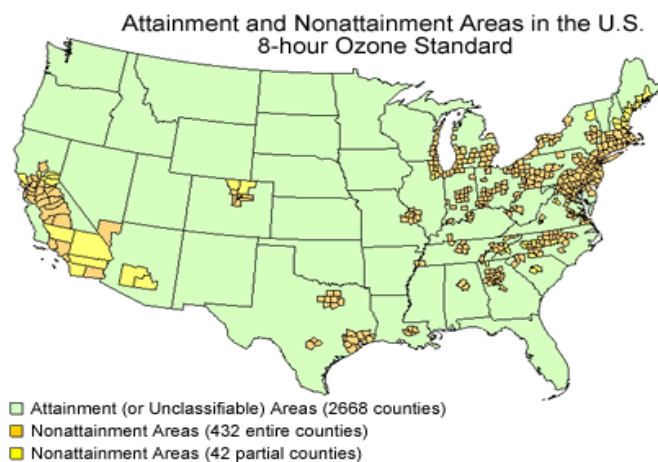 Attainment and Nonattainment Areas in the U.S.
8-hour Ozone Standard
Attainment (or Unclassifiable) Areas (2668 counties)
Nonattainment Areas (432 entire counties)
Nonattainment Areas (42 partial counties)